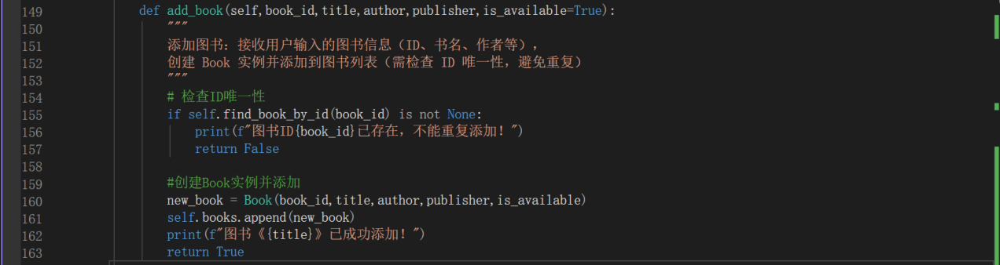 149 def add_book(self,book_id,title,author,publisher,is_available=True):
150 """
151 添加图书：接收用户输入的图书信息（ID、书名、作者等），
152 创建 Book 实例并添加到图书列表（需检查 ID 唯一性，避免重复）
153 """
154 # 检查ID唯一性
155 if self.find_book_by_id(book_id) is not None:
156 print(f"图书ID{book_id}已存在，不能重复添加！")
157 return False
158
159 #创建Book实例并添加
160 new_book = Book(book_id,title,author,publisher,is_available)
161 self.books.append(new_book)
162 print(f"图书《{title}》已成功添加！")
163 return True